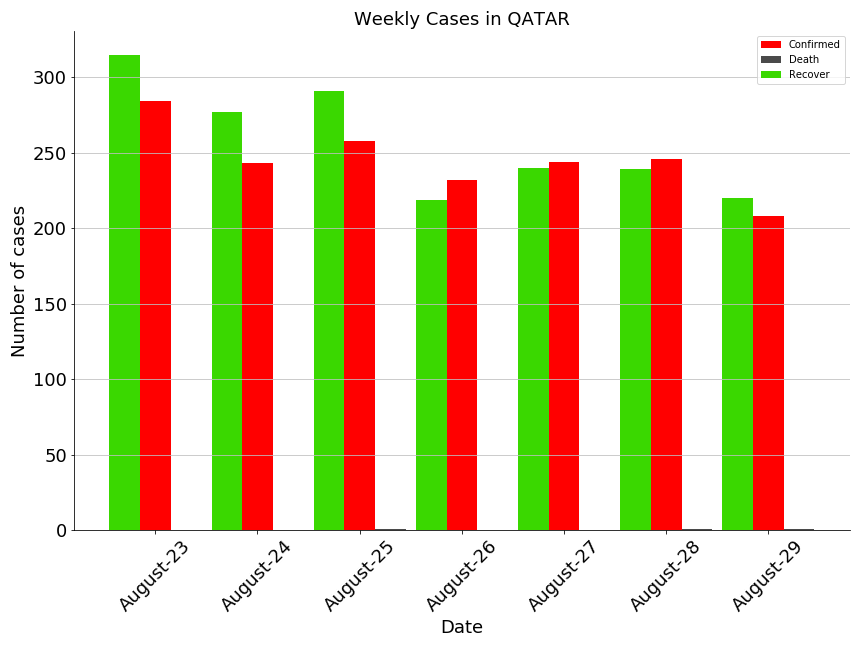 Weekly Cases in QATAR
Confirmed
Death
Recover
Number of cases
300
250
200
150
100
50
0
August-23
August-24
August-25
August-26
August-27
August-28
August-29
Date